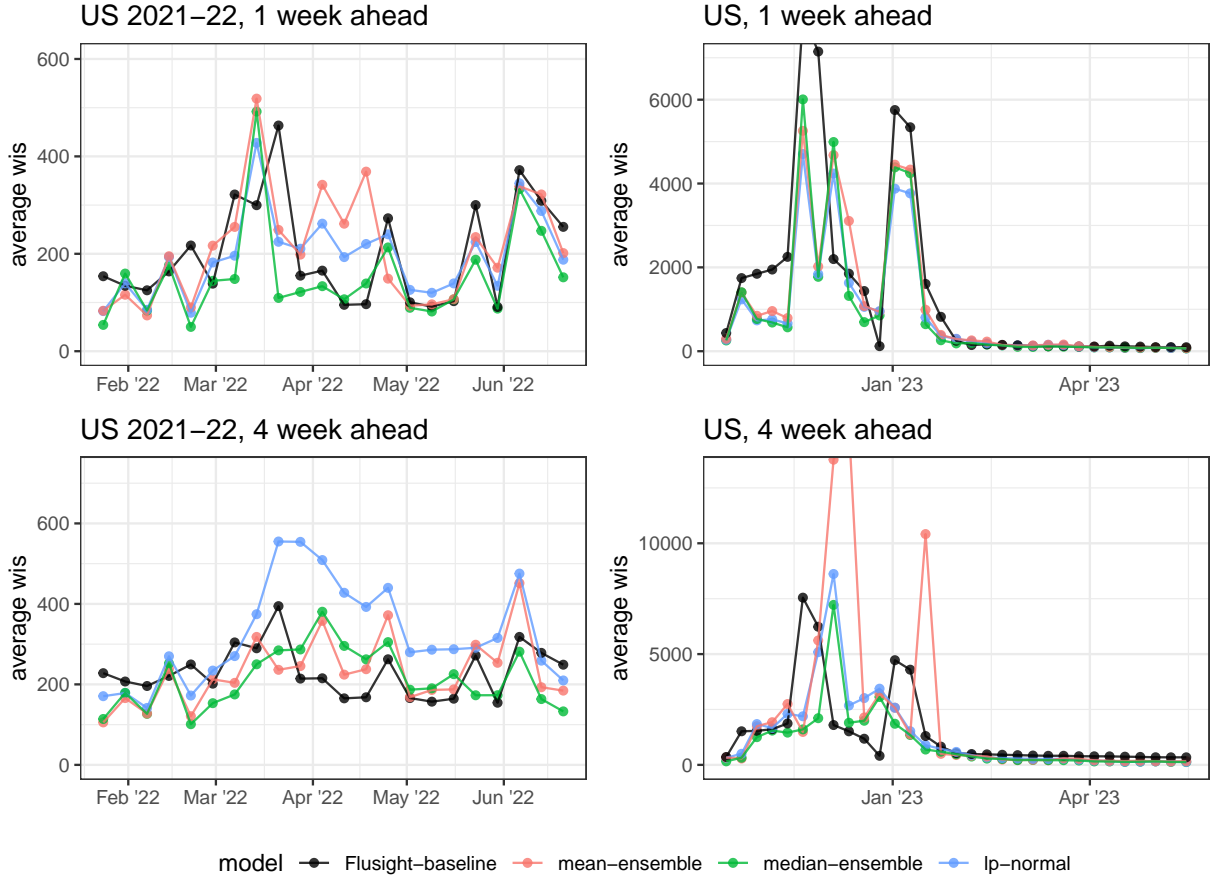 US 2021−22, 1 week ahead
average wis
600
400
200
0
Feb '22 Mar '22 Apr '22 May '22 Jun '22
US, 1 week ahead
average wis
6000
4000
2000
0
Jan '23 Apr '23
US 2021−22, 4 week ahead
average wis
600
400
200
0
Feb '22 Mar '22 Apr '22 May '22 Jun '22
US, 4 week ahead
average wis
10000
5000
0
Jan '23 Apr '23
model Flusight−baseline mean−ensemble median−ensemble lp−normal